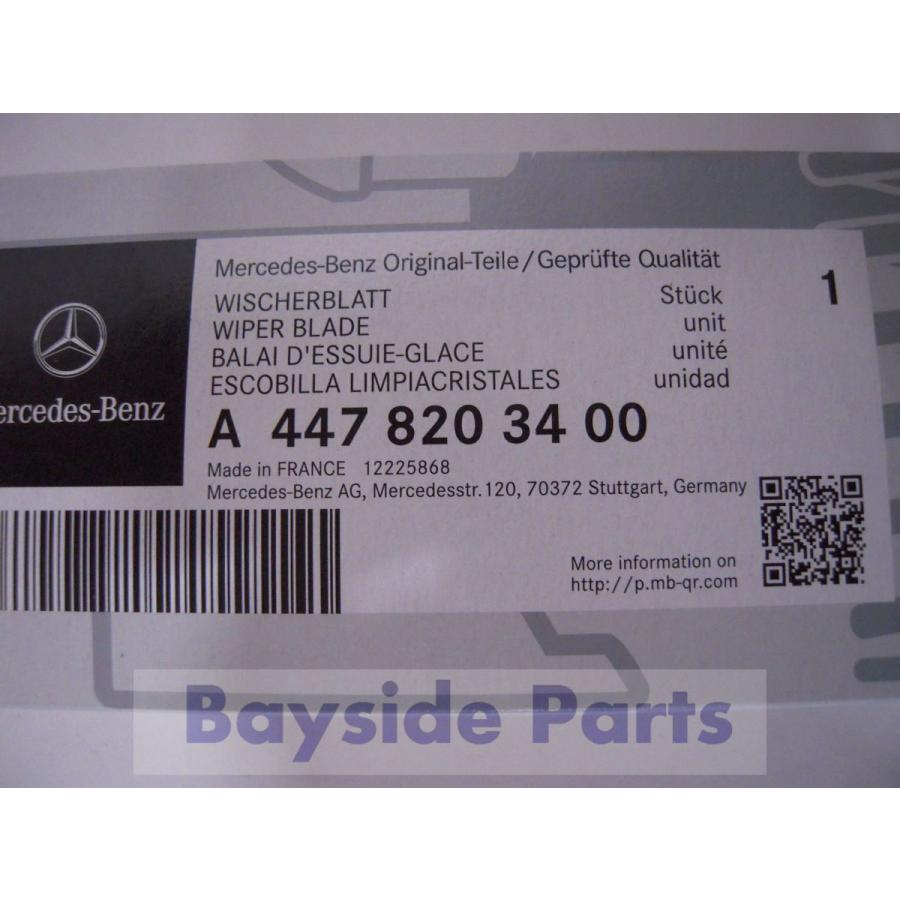 Mercedes-Benz Original-Teile/Geprüfte Qualität
WISCHERBLATT Stück 1
WIPER BLADE unit
BALAI D'ESSUIE-GLACE unité
ESCOBILLA LIMPIACRISTALES unidad
ercedes-Benz
A 447 820 34 00
Made in FRANCE 12225868
Mercedes-Benz AG, Mercedesstr.120, 70372 Stuttgart, Germany
More information on
http://p.mb-qr.com
Bayside Parts